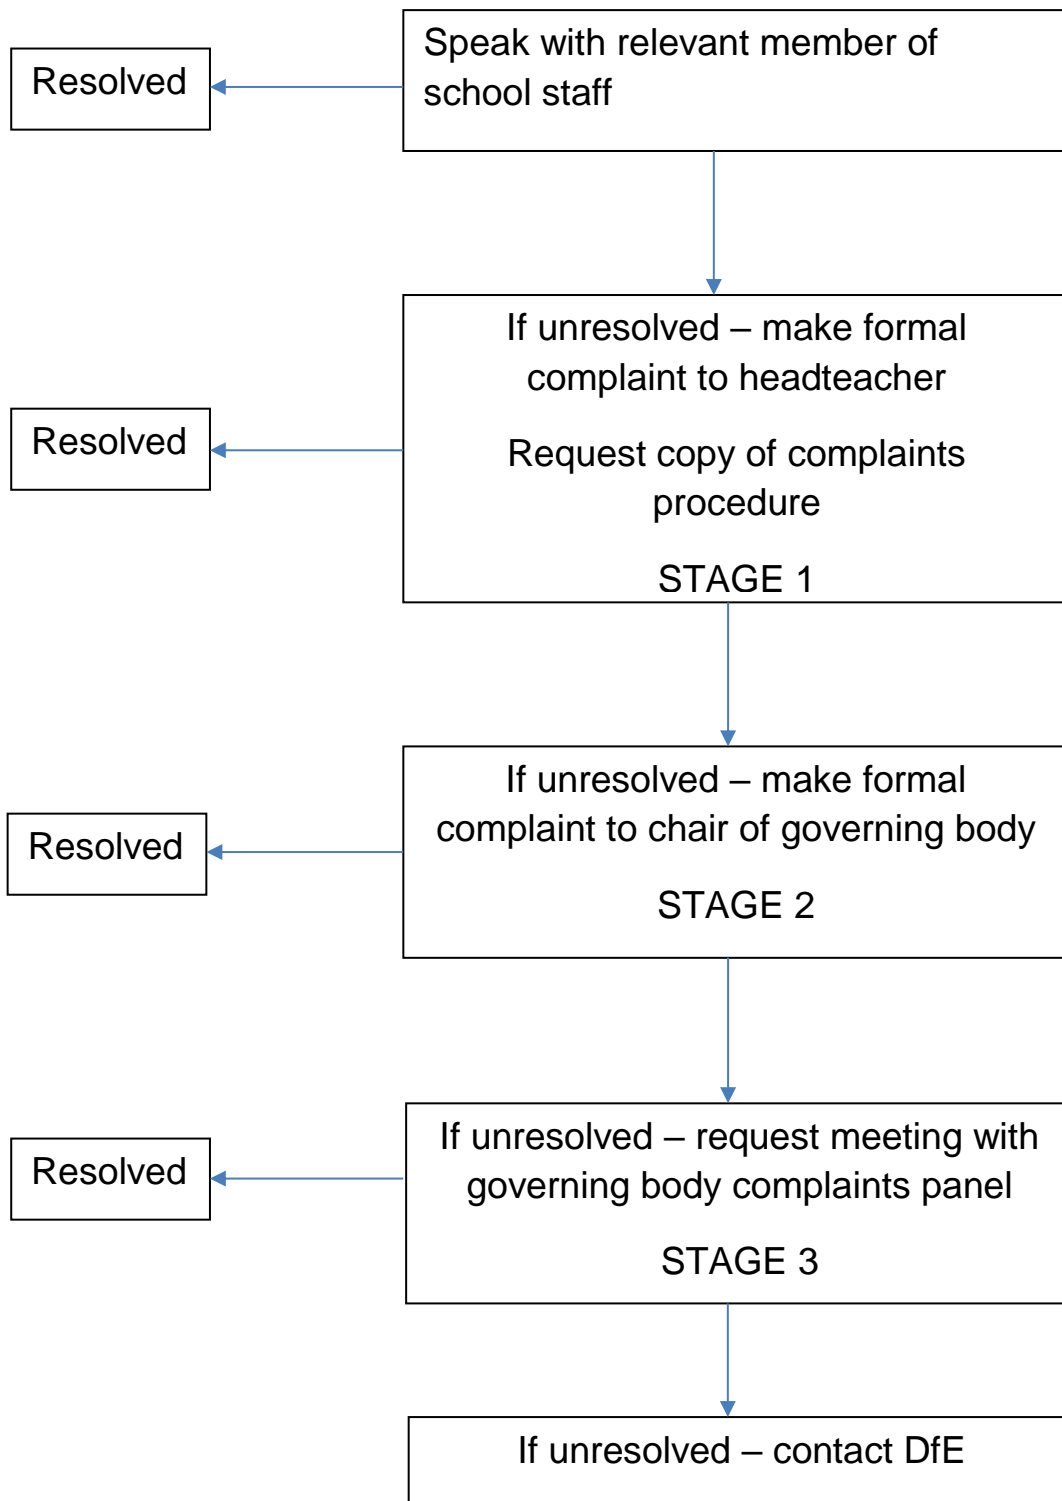 Speak with relevant member of
school staff
Resolved
If unresolved – make formal
complaint to headteacher
Request copy of complaints
procedure
STAGE 1
Resolved
If unresolved – make formal
complaint to chair of governing body
STAGE 2
Resolved
If unresolved – request meeting with
governing body complaints panel
STAGE 3
Resolved
If unresolved – contact DfE